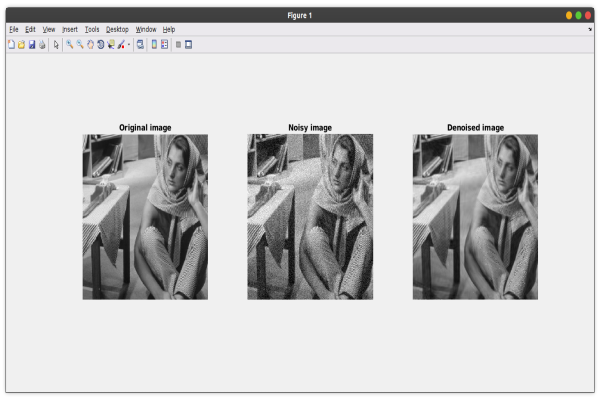 Figure 1
File Edit View Insert Tools Desktop Window Help
Original image
Noisy image
Denoised image